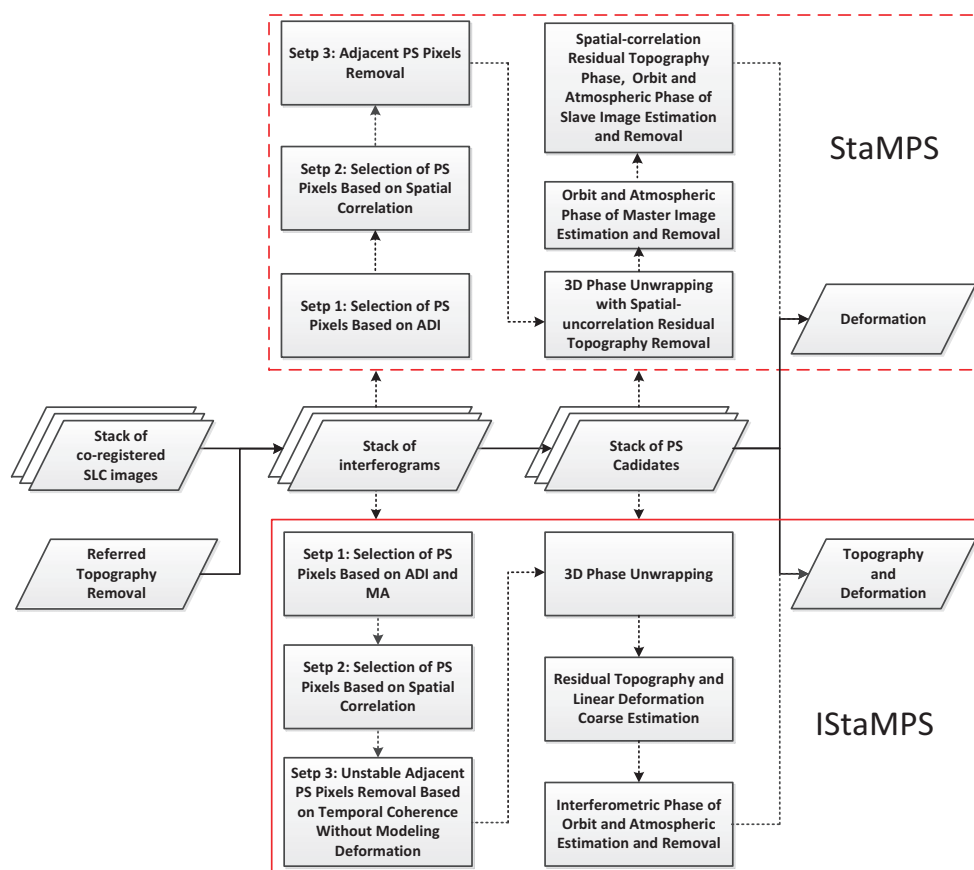 Setp 3: Adjacent PS Pixels
Removal
Setp 2: Selection of PS
Pixels Based on Spatial
Correlation
Setp 1: Selection of PS
Pixels Based on ADI
Spatial-correlation
Residual Topography
Phase, Orbit and
Atmospheric Phase of
Slave Image Estimation
and Removal
Orbit and Atmospheric
Phase of Master Image
Estimation and Removal
3D Phase Unwrapping
with Spatial-
uncorrelation Residual
Topography Removal
StaMPS
Deformation
Stack of
co-registered
SLC images
Stack of
interferograms
Stack of PS
Cadidates
Referred
Topography
Removal
Topography
and
Deformation
Setp 1: Selection of PS
Pixels Based on ADI and
MA
Setp 2: Selection of PS
Pixels Based on Spatial
Correlation
Setp 3: Unstable Adjacent
PS Pixels Removal Based
on Temporal Coherence
Without Modeling
Deformation
3D Phase Unwrapping
Residual Topography and
Linear Deformation
Coarse Estimation
Interferometric Phase of
Orbit and Atmospheric
Estimation and Removal
IStaMPS